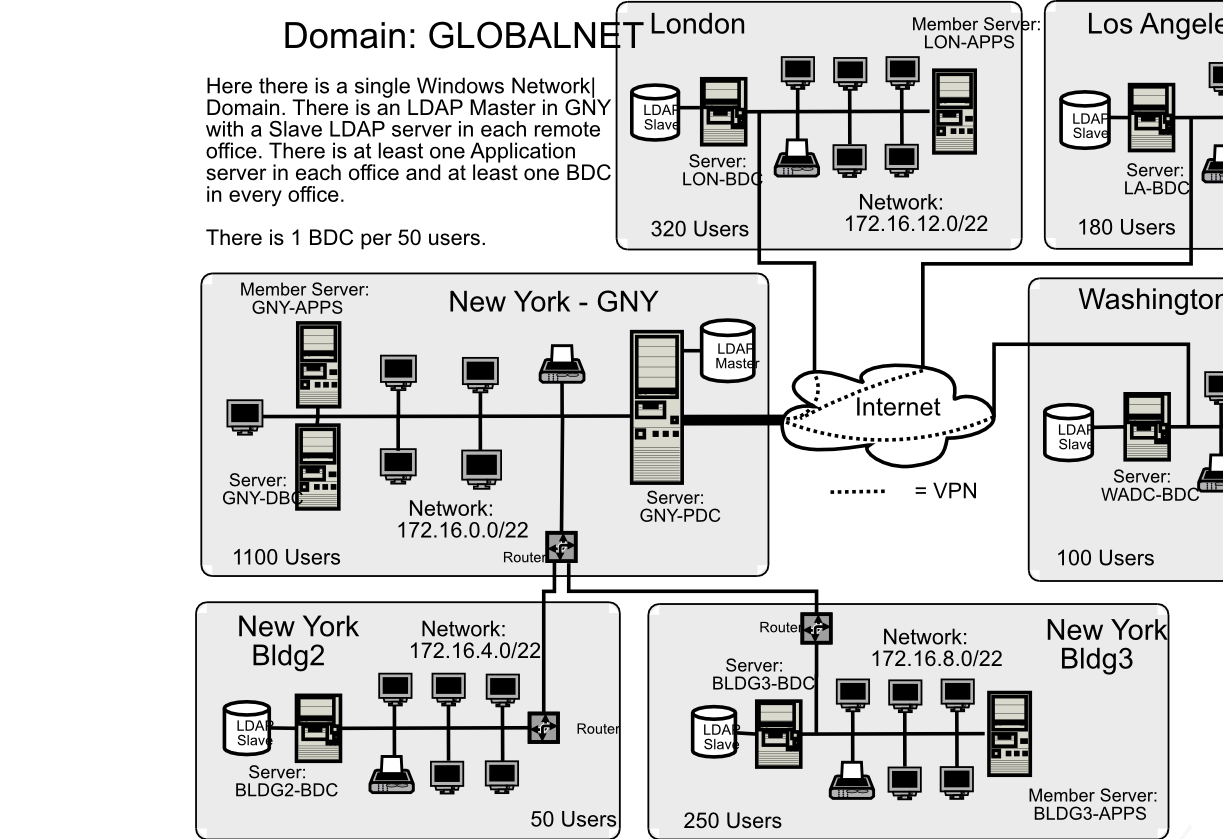 Domain: GLOBALNET
Here there is a single Windows Network|
Domain. There is an LDAP Master in GNY
with a Slave LDAP server in each remote
office. There is at least one Application
server in each office and at least one BDC
in every office.
There is 1 BDC per 50 users.
London
Member Server:
LON-APPS
LDAP
Slave
Server:
LON-BDC
Network:
172.16.12.0/22
320 Users
Los Angele
LDAP
Slave
Server:
LA-BDC
180 Users
Member Server:
GNY-APPS
New York - GNY
LDAP
Master
Server:
GNY-DBC
Network:
172.16.0.0/22
Server:
GNY-PDC
1100 Users
Router
Internet
= VPN
Washington
LDAP
Slave
Server:
WADC-BDC
100 Users
New York
Bldg2
Network:
172.16.4.0/22
LDAP
Slave
Router
Server:
BLDG2-BDC
50 Users
Router
Network:
172.16.8.0/22
New York
Bldg3
Server:
BLDG3-BDC
LDAP
Slave
Member Server:
BLDG3-APPS
250 Users